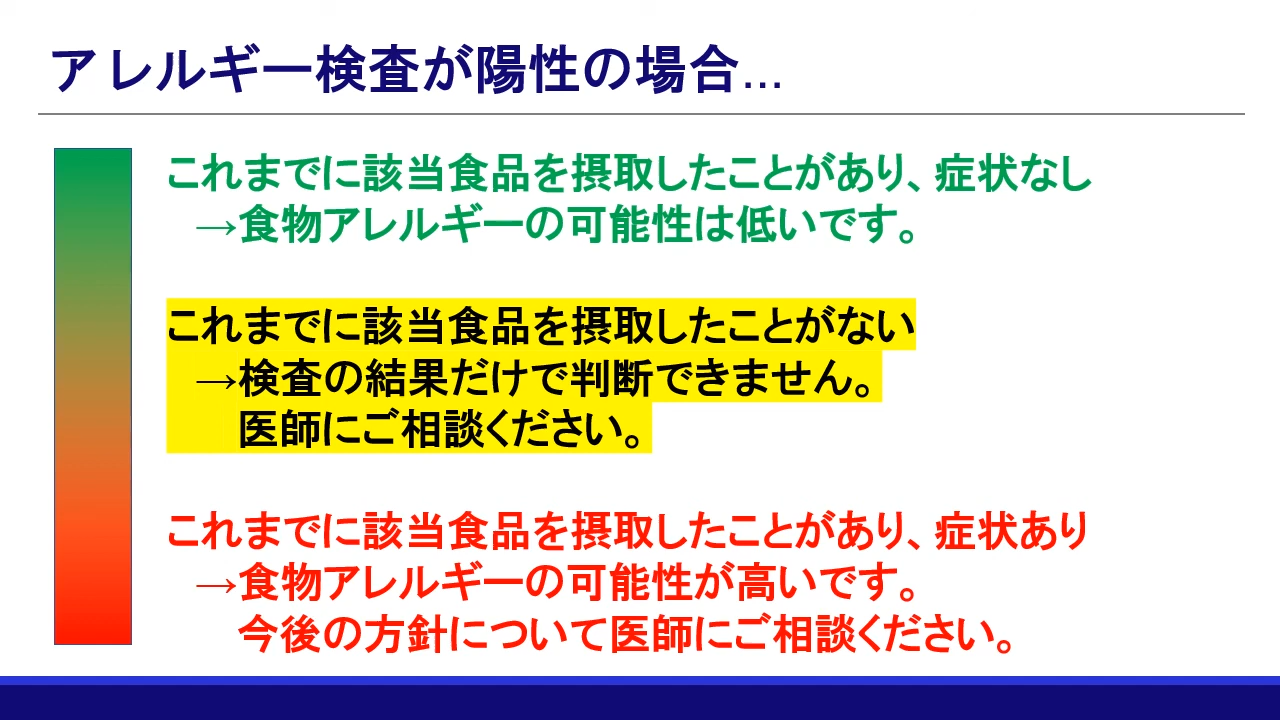 アレルギー検査が陽性の場合...
これまでに該当食品を摂取したことがあり、症状なし
→食物アレルギーの可能性は低いです。
これまでに該当食品を摂取したことがない
→検査の結果だけで判断できません。
医師にご相談ください。
これまでに該当食品を摂取したことがあり、症状あり
→食物アレルギーの可能性が高いです。
今後の方針について医師にご相談ください。